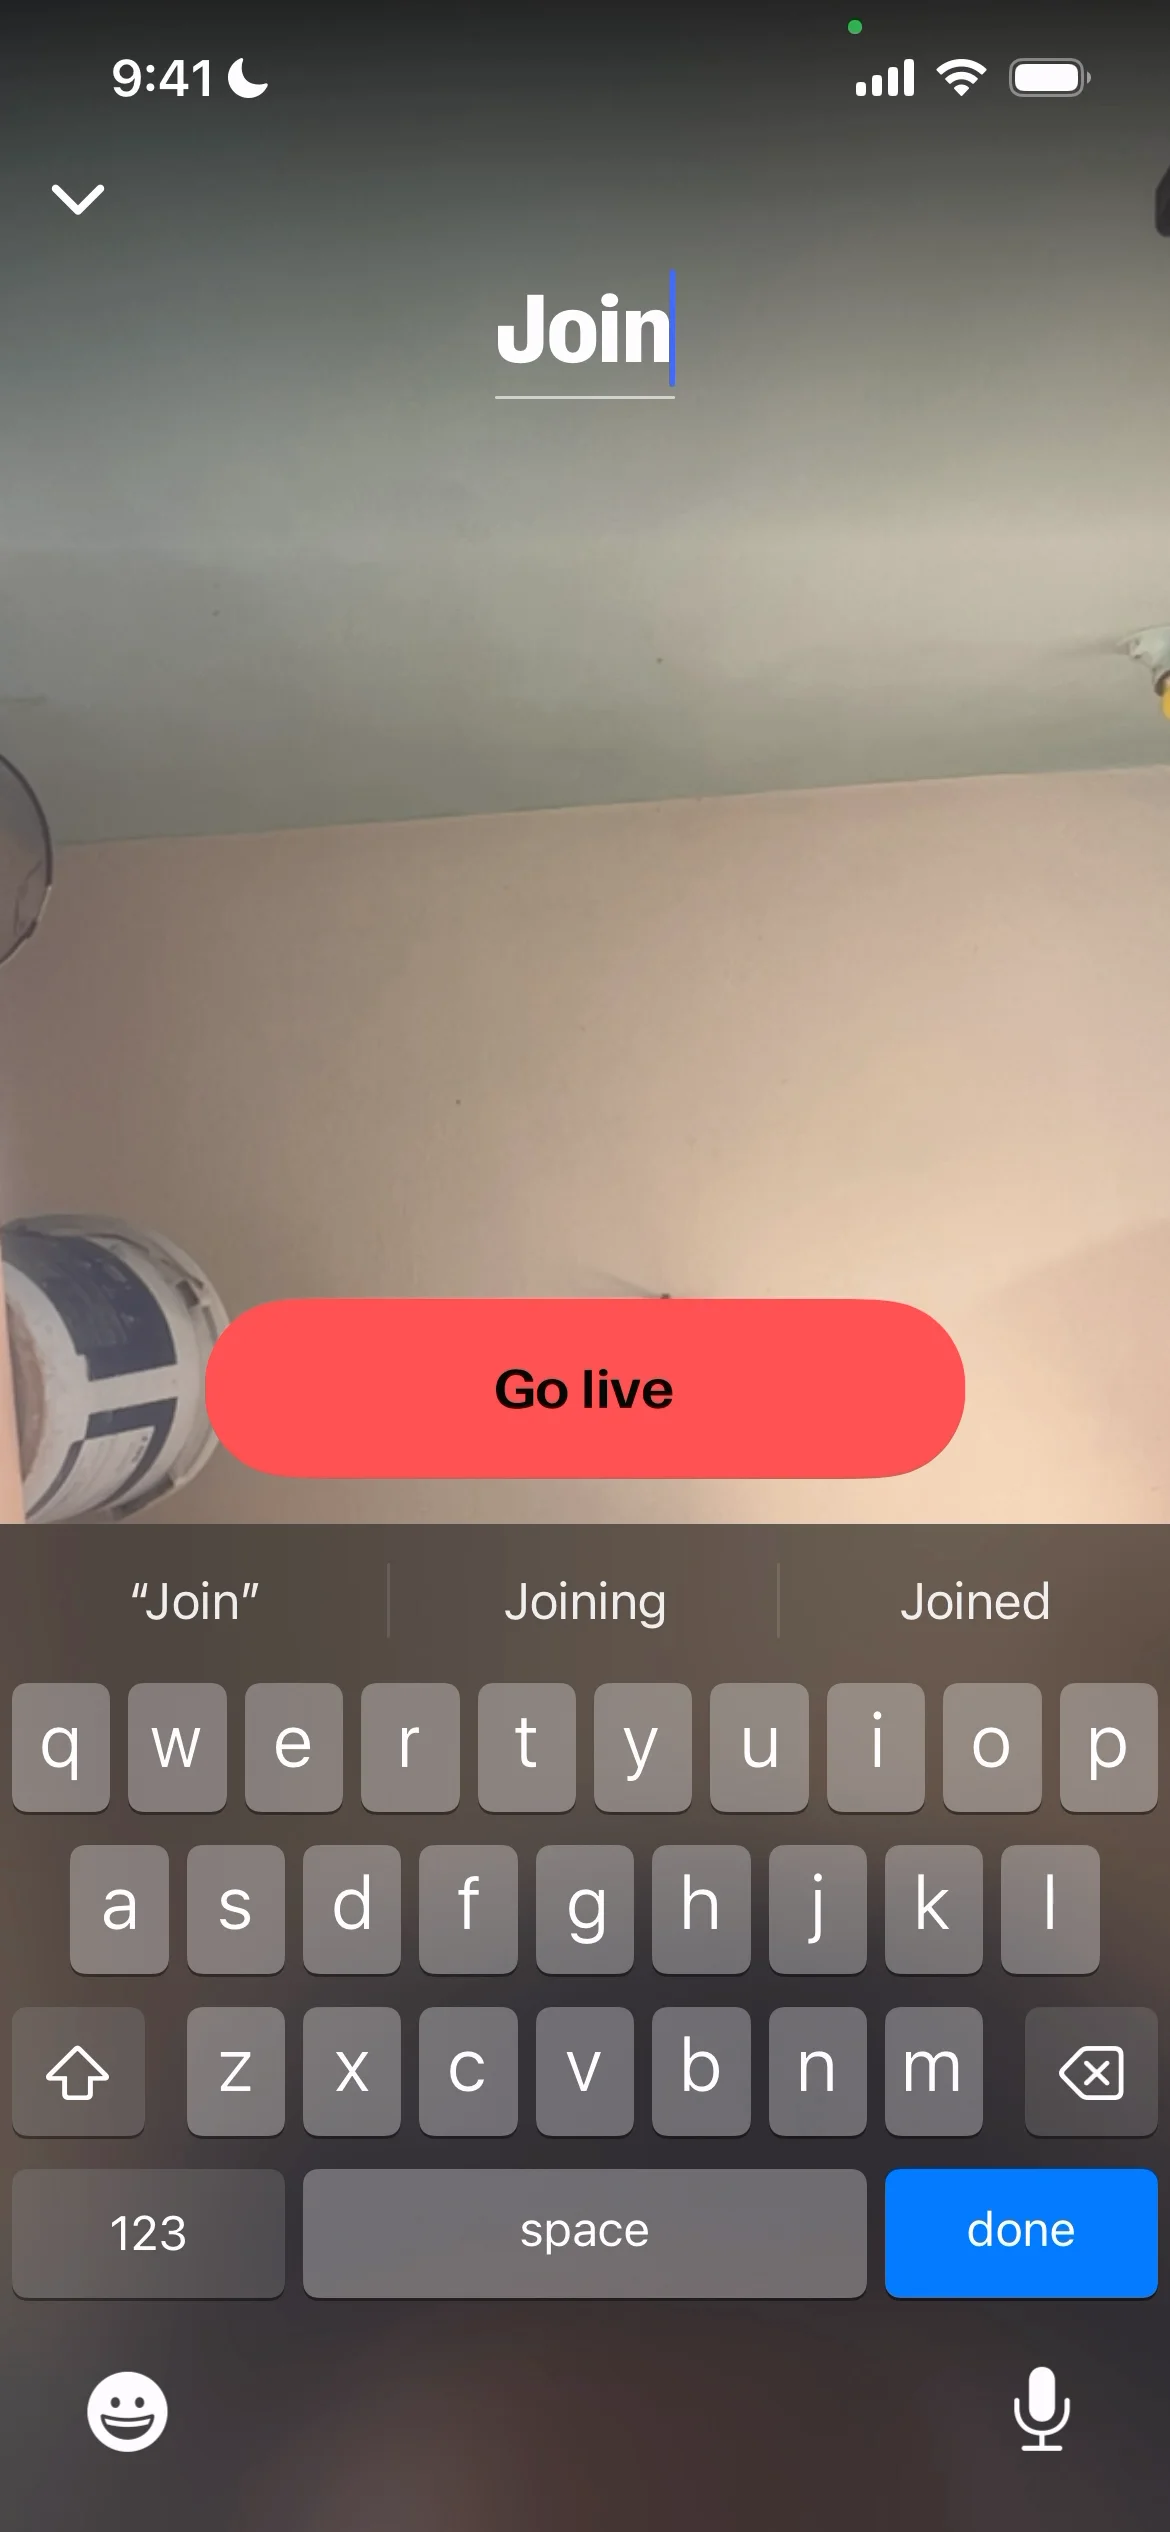 9:41
Join
Go live
“Join” Joining Joined
q w e r t y u i o p
a s d f g h j k l
z x c v b n m
123 space done